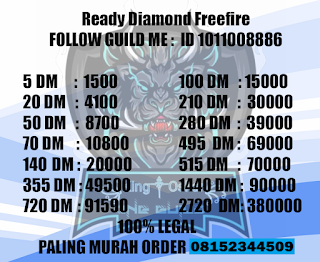 Ready Diamond Freefire
FOLLOW GUILD ME : ID 1011008886
5 DM : 1500 100 DM : 15000
20 DM : 4100 210 DM : 30000
50 DM : 8700 280 DM : 39000
70 DM : 10800 495 DM : 69000
140 DM : 20000 515 DM : 70000
355 DM : 49500 1440 DM : 90000
720 DM : 91590 2720 DM: 380000
100% LEGAL
PALING MURAH ORDER 08152344509